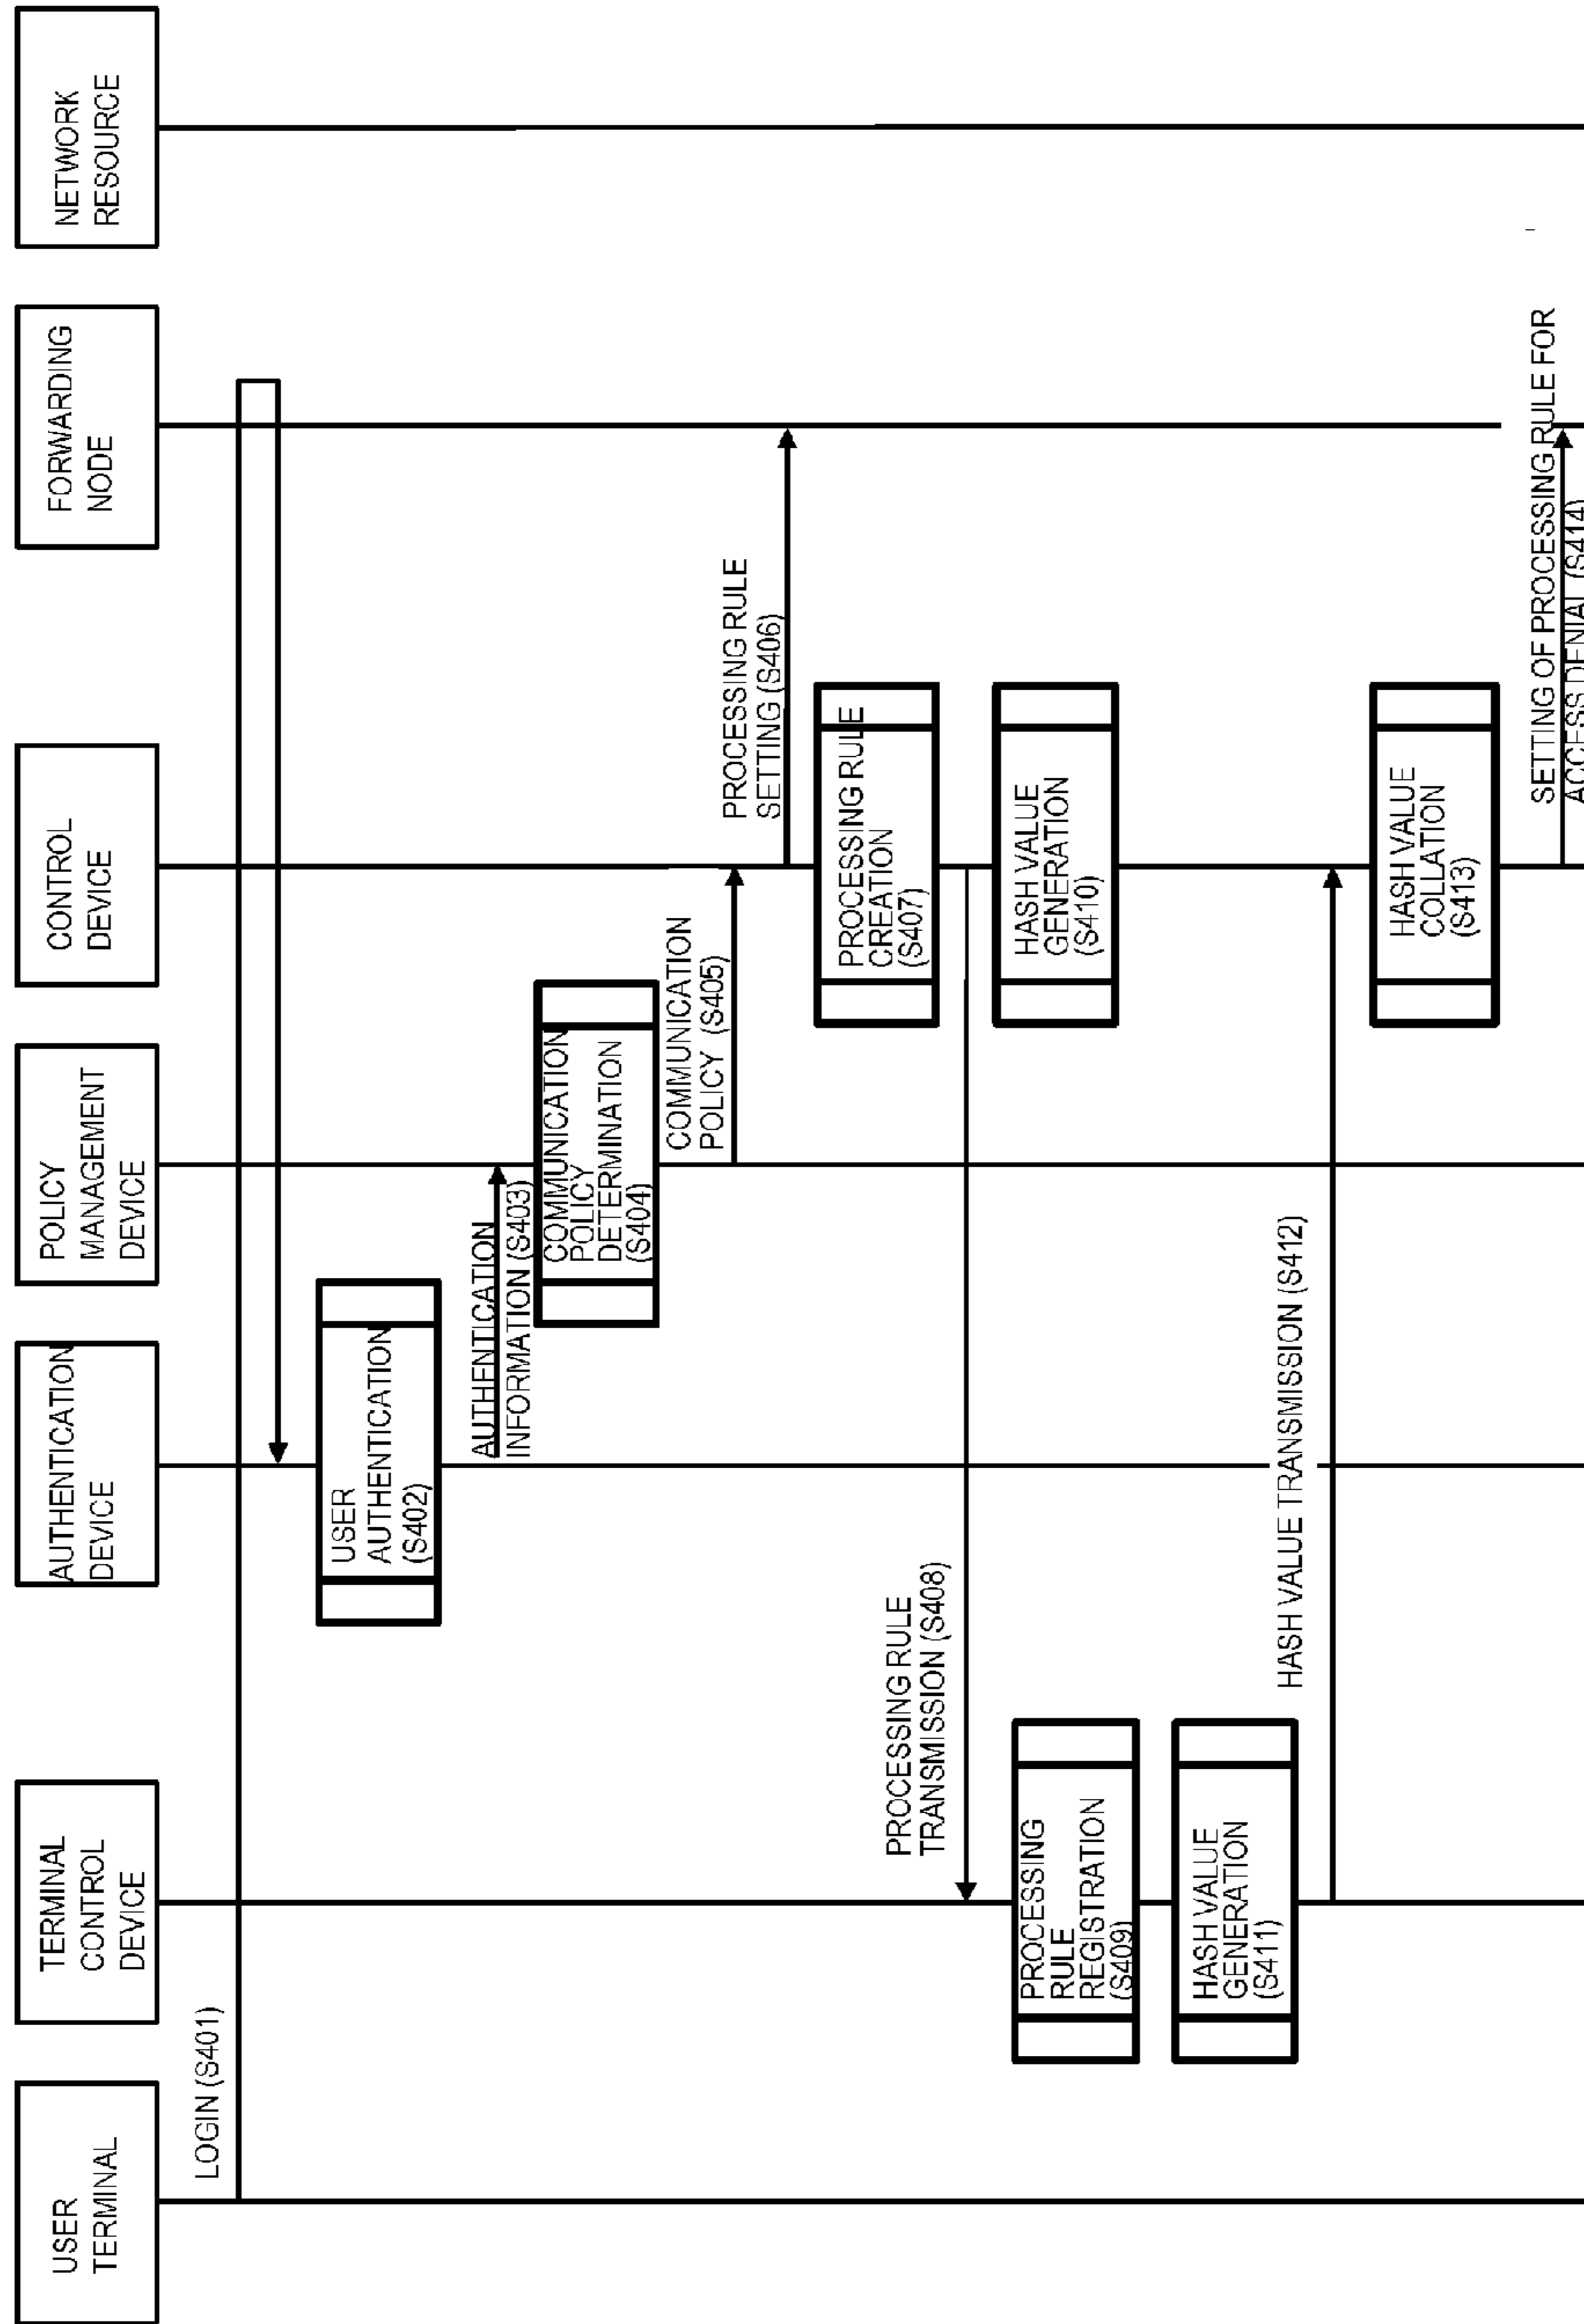 USER
TERMINAL
TERMINAL
CONTROL
DEVICE
AUTHENTICATION
DEVICE
POLICY
MANAGEMENT
DEVICE
CONTROL
DEVICE
FORWARDING
NODE
NETWORK
RESOURCE
LOGIN (S401)
USER
AUTHENTICATION
(S402)
AUTHENTICATION
INFORMATION (S403)
COMMUNICATION
POLICY
DETERMINATION
(S404)
COMMUNICATION
POLICY (S405)
PROCESSING RULE
SETTING (S406)
PROCESSING RULE
CREATION
(S407)
PROCESSING RULE
TRANSMISSION (S408)
PROCESSING
RULE
REGISTRATION
(S409)
HASH VALUE
GENERATION
(S410)
HASH VALUE
GENERATION
(S411)
HASH VALUE TRANSMISSION (S412)
HASH VALUE
COLLATION
(S413)
SETTING OF PROCESSING RULE FOR
ACCESS DENIAL (S414)